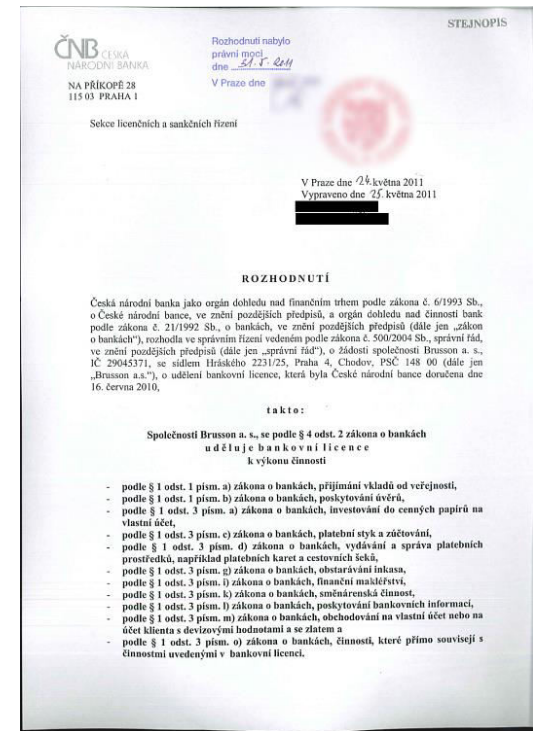 STEJNOPIS
ČNB ČESKÁ
NÁRODNÍ BANKA
NA PŘÍKOPĚ 28
115 03 PRAHA 1
Rozhodnutí nabylo
právní moci
dne 31. 5. 2011
V Praze dne
Sekce licenčních a sankčních řízení
V Praze dne 24. května 2011
Vypraveno dne 25. května 2011
ROZHODNUTÍ
Česká národní banka jako orgán dohledu nad finančním trhem podle zákona č. 6/1993 Sb.,
o České národní bance, ve znění pozdějších předpisů, a orgán dohledu nad činností bank
podle zákona č. 21/1992 Sb., o bankách, ve znění pozdějších předpisů (dále jen „zákon
o bankách“), rozhodla ve správním řízení vedeném podle zákona č. 500/2004 Sb., správní řád,
ve znění pozdějších předpisů (dále jen „správní řád“), o žádosti společnosti Brusson a. s.,
IČ 29045371, se sídlem Hráského 2231/25, Praha 4, Chodov, PSČ 148 00 (dále jen
„Brusson a.s.“), o udělení bankovní licence, která byla České národní bance doručena dne
16. června 2010,
takto:
Společnosti Brusson a. s., se podle § 4 odst. 2 zákona o bankách
uděluje bankovní licence
k výkonu činnosti
- podle § 1 odst. 1 písm. a) zákona o bankách, přijímání vkladů od veřejnosti,
- podle § 1 odst. 1 písm. b) zákona o bankách, poskytování úvěrů,
- podle § 1 odst. 3 písm. a) zákona o bankách, investování do cenných papírů na
vlastní účet,
- podle § 1 odst. 3 písm. c) zákona o bankách, platební styk a zúčtování,
- podle § 1 odst. 3 písm. d) zákona o bankách, vydávání a správa platebních
prostředků, například platebních karet a cestovních šeků,
- podle § 1 odst. 3 písm. g) zákona o bankách, obstarávání inkasa,
- podle § 1 odst. 3 písm. i) zákona o bankách, finanční makléřství,
- podle § 1 odst. 3 písm. k) zákona o bankách, směnárenská činnost,
- podle § 1 odst. 3 písm. l) zákona o bankách, poskytování bankovních informací,
- podle § 1 odst. 3 písm. m) zákona o bankách, obchodování na vlastní účet nebo na
účet klienta s devizovými hodnotami a se zlatem a
- podle § 1 odst. 3 písm. o) zákona o bankách, činnosti, které přímo souvisejí s
činnostmi uvedenými v bankovní licenci.